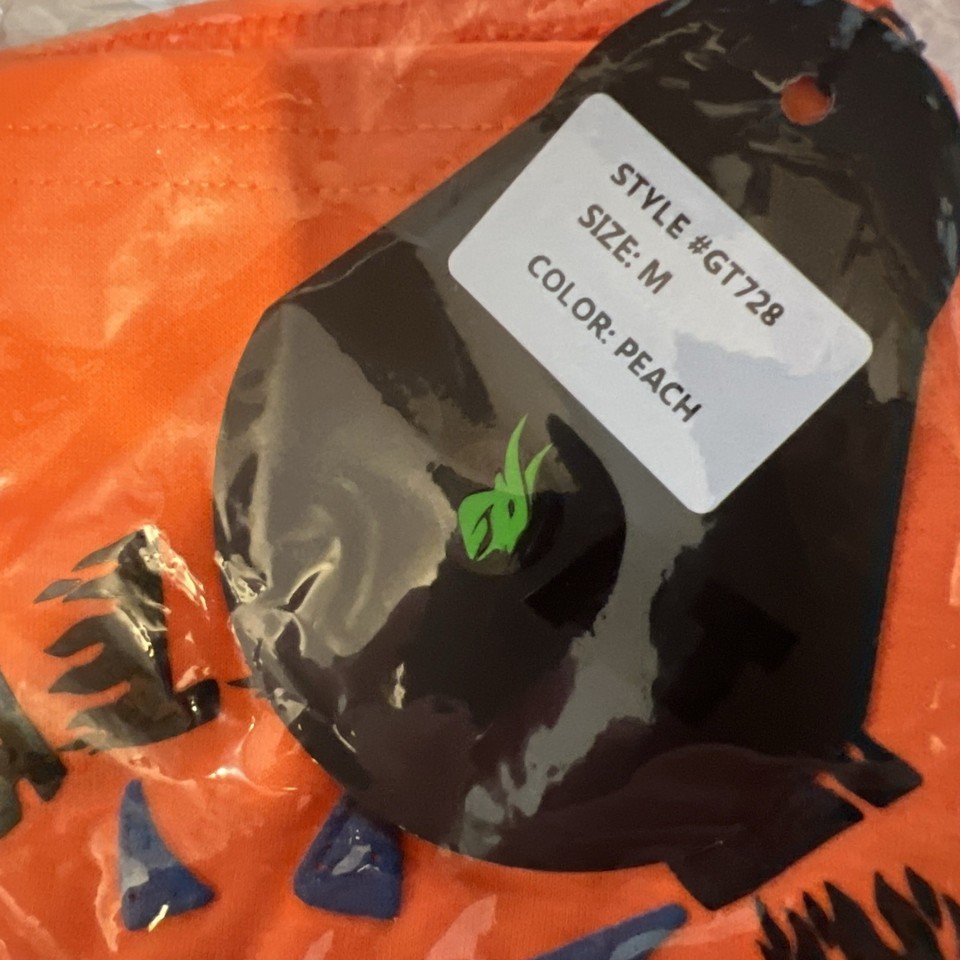 STYLE #GT728
SIZE: M
COLOR: PEACH